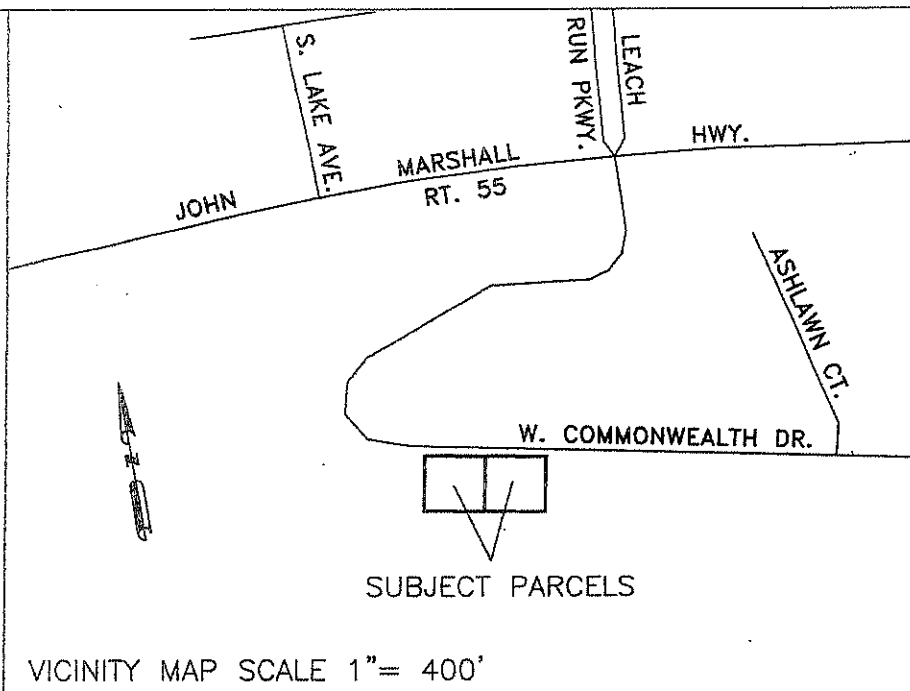 S. LAKE AVE.
LEACH
RUN PKWY.
JOHN
MARSHALL
HWY.
RT. 55
ASHLAWN CT.
W. COMMONWEALTH DR.
N
SUBJECT PARCELS
VICINITY MAP SCALE 1"= 400'